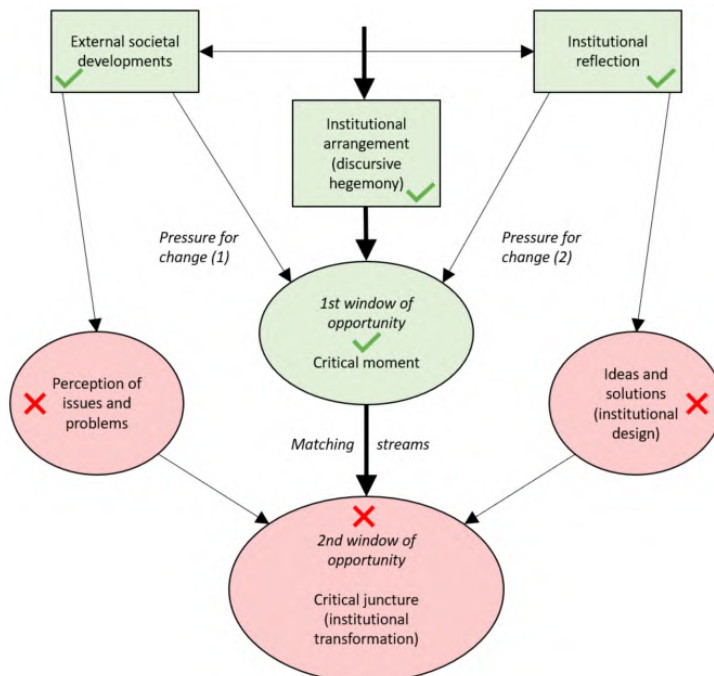 External societal
developments
Institutional
reflection
Institutional
arrangement
(discursive
hegemony)
Pressure for
change (1)
Pressure for
change (2)
1st window of
opportunity
Critical moment
Perception of
issues and
problems
Ideas and
solutions
(institutional
design)
Matching streams
2nd window of
opportunity
Critical juncture
(institutional
transformation)